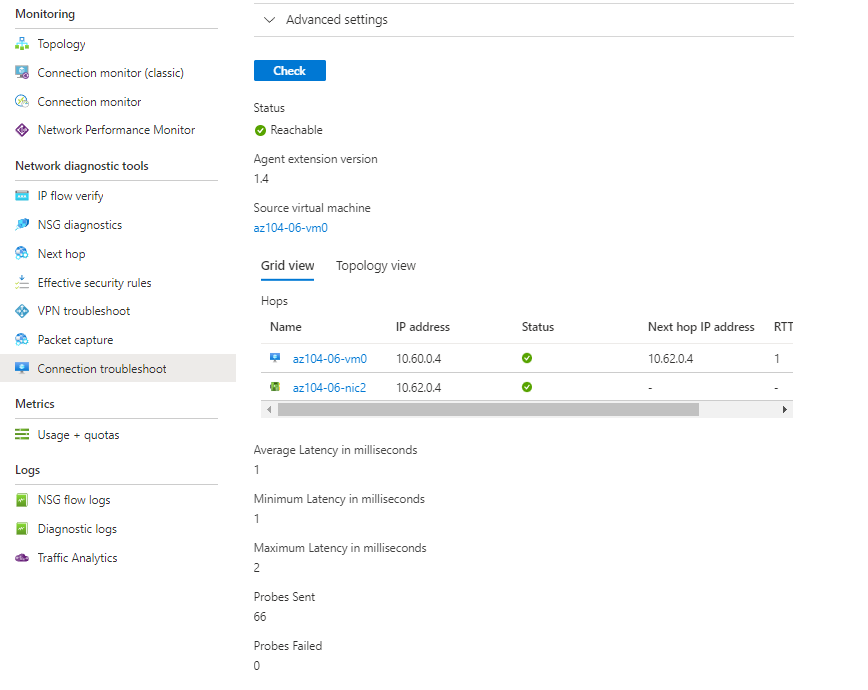 Monitoring
Topology
Connection monitor (classic)
Connection monitor
Network Performance Monitor
Network diagnostic tools
IP flow verify
NSG diagnostics
Next hop
Effective security rules
VPN troubleshoot
Packet capture
Connection troubleshoot
Metrics
Usage + quotas
Logs
NSG flow logs
Diagnostic logs
Traffic Analytics
Advanced settings
Check
Status
Reachable
Agent extension version
1.4
Source virtual machine
az104-06-vm0
Grid view Topology view
Hops
Name IP address Status Next hop IP address RTT
az104-06-vm0 10.60.0.4 10.62.0.4 1
az104-06-nic2 10.62.0.4 - -
Average Latency in milliseconds
1
Minimum Latency in milliseconds
1
Maximum Latency in milliseconds
2
Probes Sent
66
Probes Failed
0